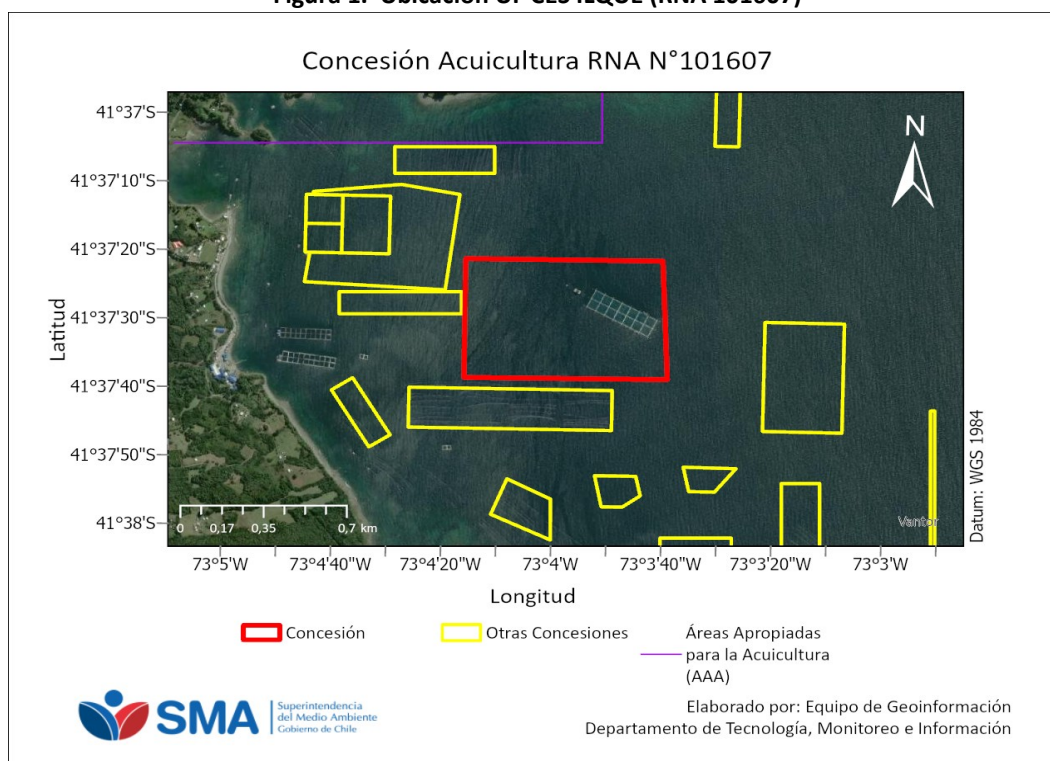 Figura 1. Ubicación UF CES ILQUE (RNA 101607)
Concesión Acuicultura RNA N°101607
41°37'S
41°37'10"S
41°37'20"S
41°37'30"S
41°37'40"S
41°37'50"S
41°38'S
Latitud
N
Datum: WGS 1984
0 0,17 0,35 0,7 km
Vantor
73°5'W 73°4'40"W 73°4'20"W 73°4'W 73°3'40"W 73°3'20"W 73°3'W
Longitud
Concesión
Otras Concesiones
Áreas Apropiadas
para la Acuicultura
(AAA)
SMA
Superintendencia
del Medio Ambiente
Gobierno de Chile
Elaborado por: Equipo de Geoinformación
Departamento de Tecnología, Monitoreo e Información